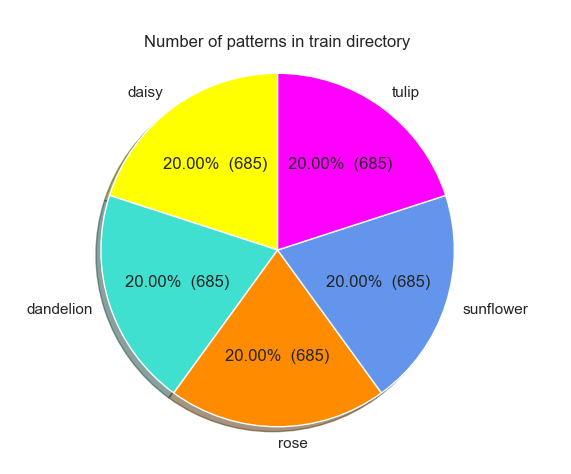 Number of patterns in train directory
daisy
tulip
20.00%  (685)
20.00%  (685)
20.00%  (685)
20.00%  (685)
dandelion
sunflower
20.00%  (685)
rose